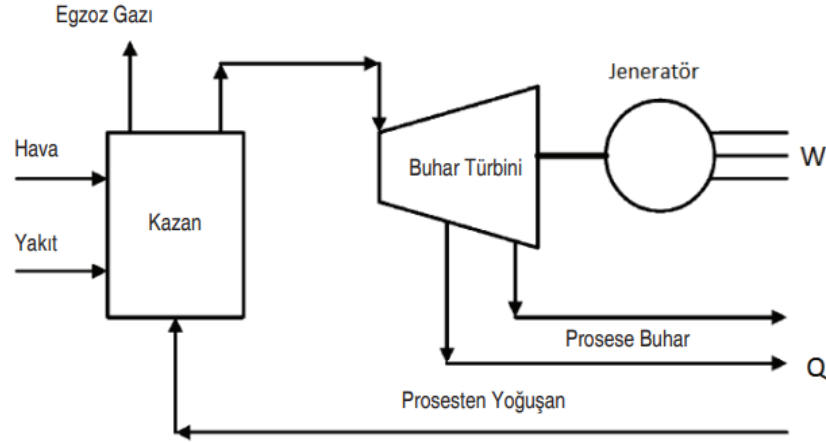 Egzoz Gazı
Jeneratör
Hava
Buhar Türbini
W
Kazan
Yakıt
Prosese Buhar
Q
Prosesten Yoğuşan